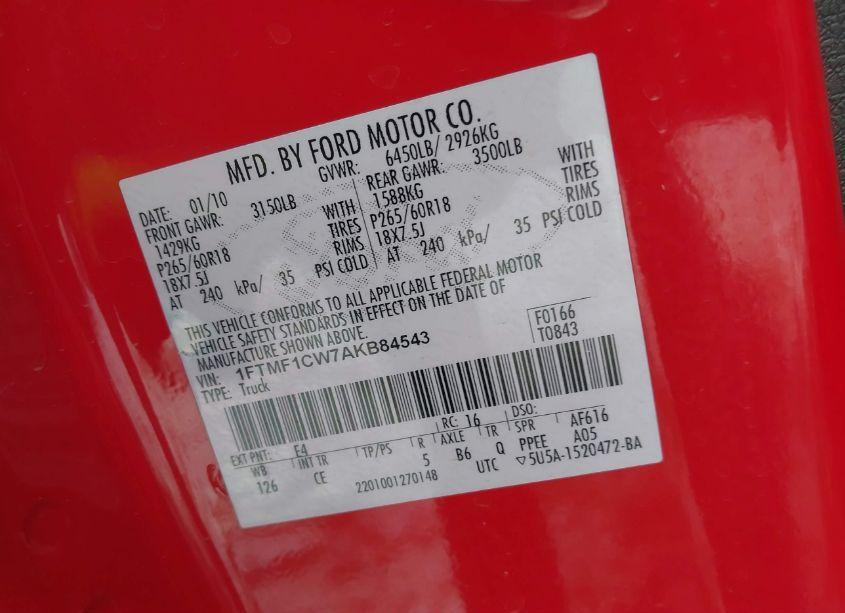 MFD. BY FORD MOTOR CO.
DATE: 01/10 GVWR: 6450LB/ 2926KG
FRONT GAWR: 3150LB REAR GAWR: 3500LB
1429KG WITH 1588KG WITH
P265/60R18 TIRES P265/60R18 TIRES
18X7.5J RIMS 18X7.5J RIMS
AT 240 kPa/ 35 PSI COLD AT 240 kPa/ 35 PSI COLD
THIS VEHICLE CONFORMS TO ALL APPLICABLE FEDERAL MOTOR
VEHICLE SAFETY STANDARDS IN EFFECT ON THE DATE OF
MANUFACTURE SHOWN ABOVE.
VIN: 1FTMF1CW7AKB84543 F0166
TYPE: Truck T0843
EXT PNT: E4 RC: 16 DSO:
WB INT TR TP/PS R AXLE TR SPR AF616
126 CE 5 B6 Q PPEE A05
2201001270148 UTC ▽5U5A-1520472-BA